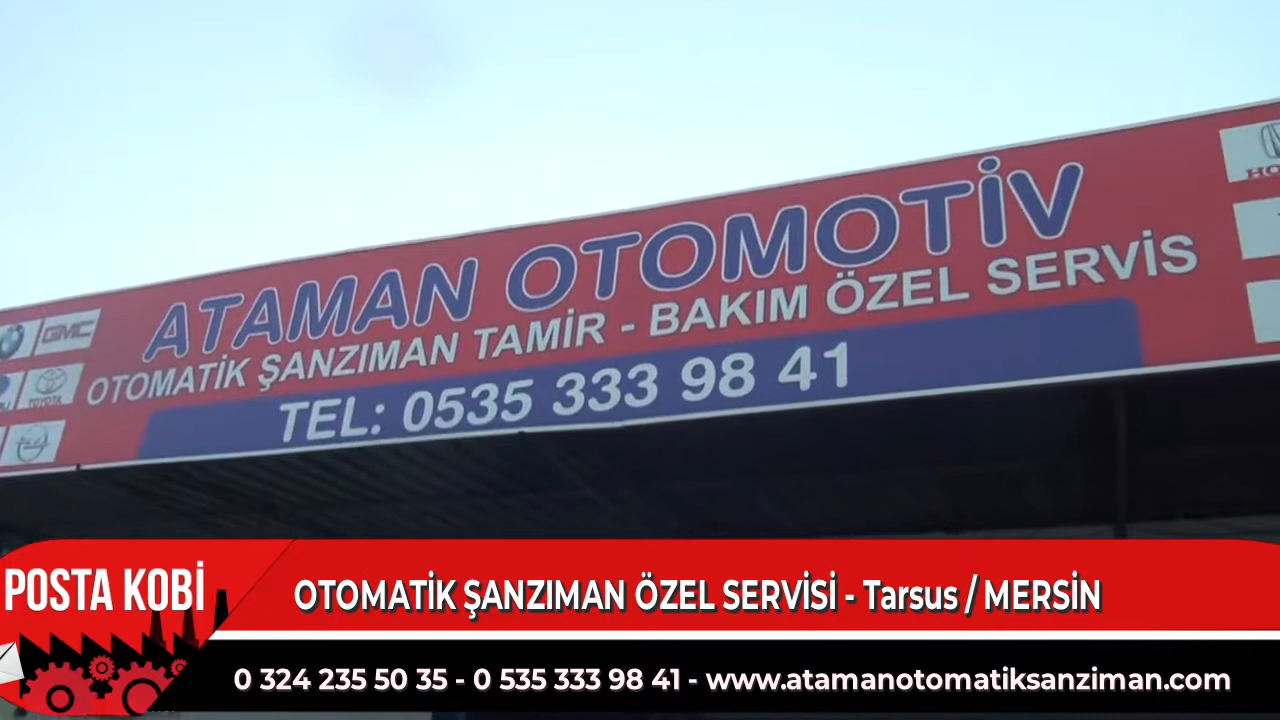 ATAMAN OTOMOTİV
OTOMATİK ŞANZIMAN TAMİR - BAKIM ÖZEL SERVİS
TEL: 0535 333 98 41
GMC
TOYOTA
POSTA KOBİ
OTOMATİK ŞANZIMAN ÖZEL SERVİSİ - Tarsus / MERSİN
0 324 235 50 35 - 0 535 333 98 41 - www.atamanotomatiksanziman.com